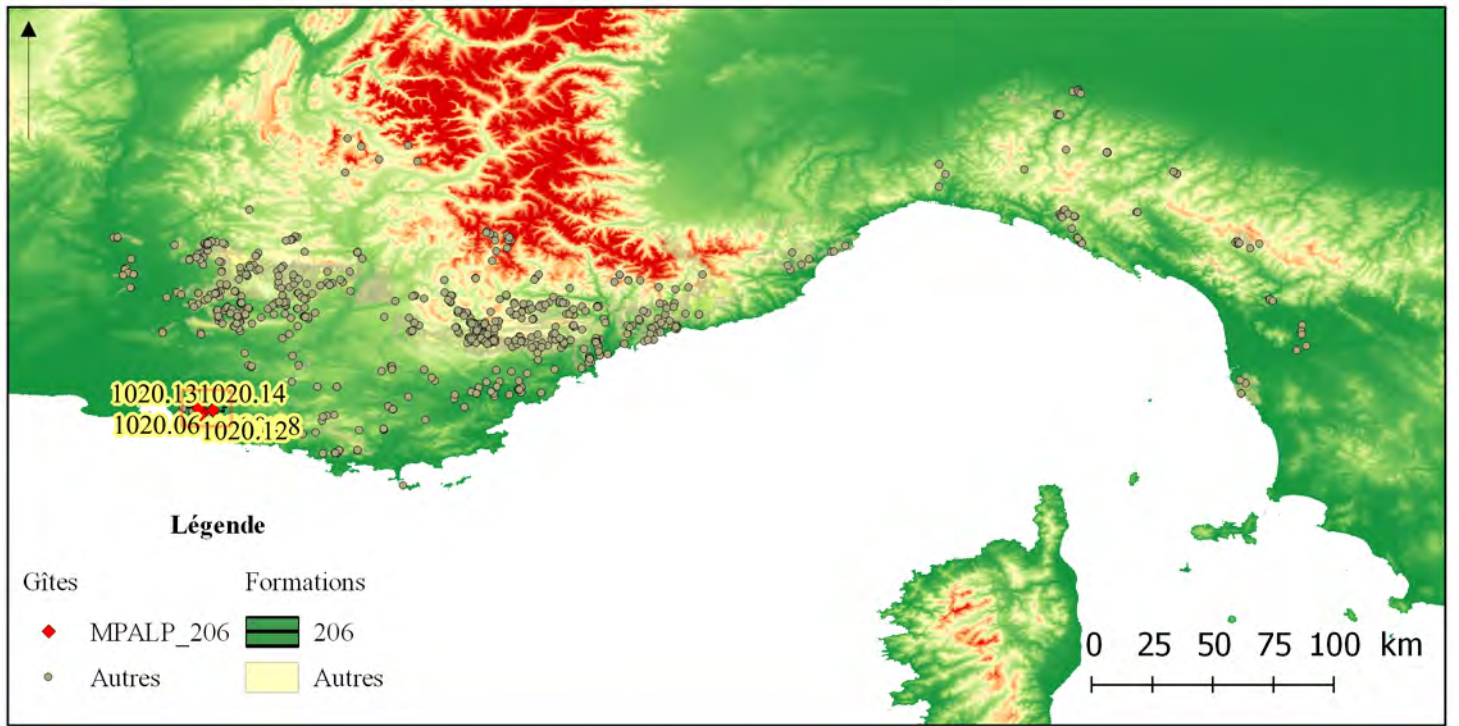 1020.131020.14
1020.06
1020.128
Légende
Gîtes
Formations
MPALP_206
206
Autres
Autres
0 25 50 75 100 km